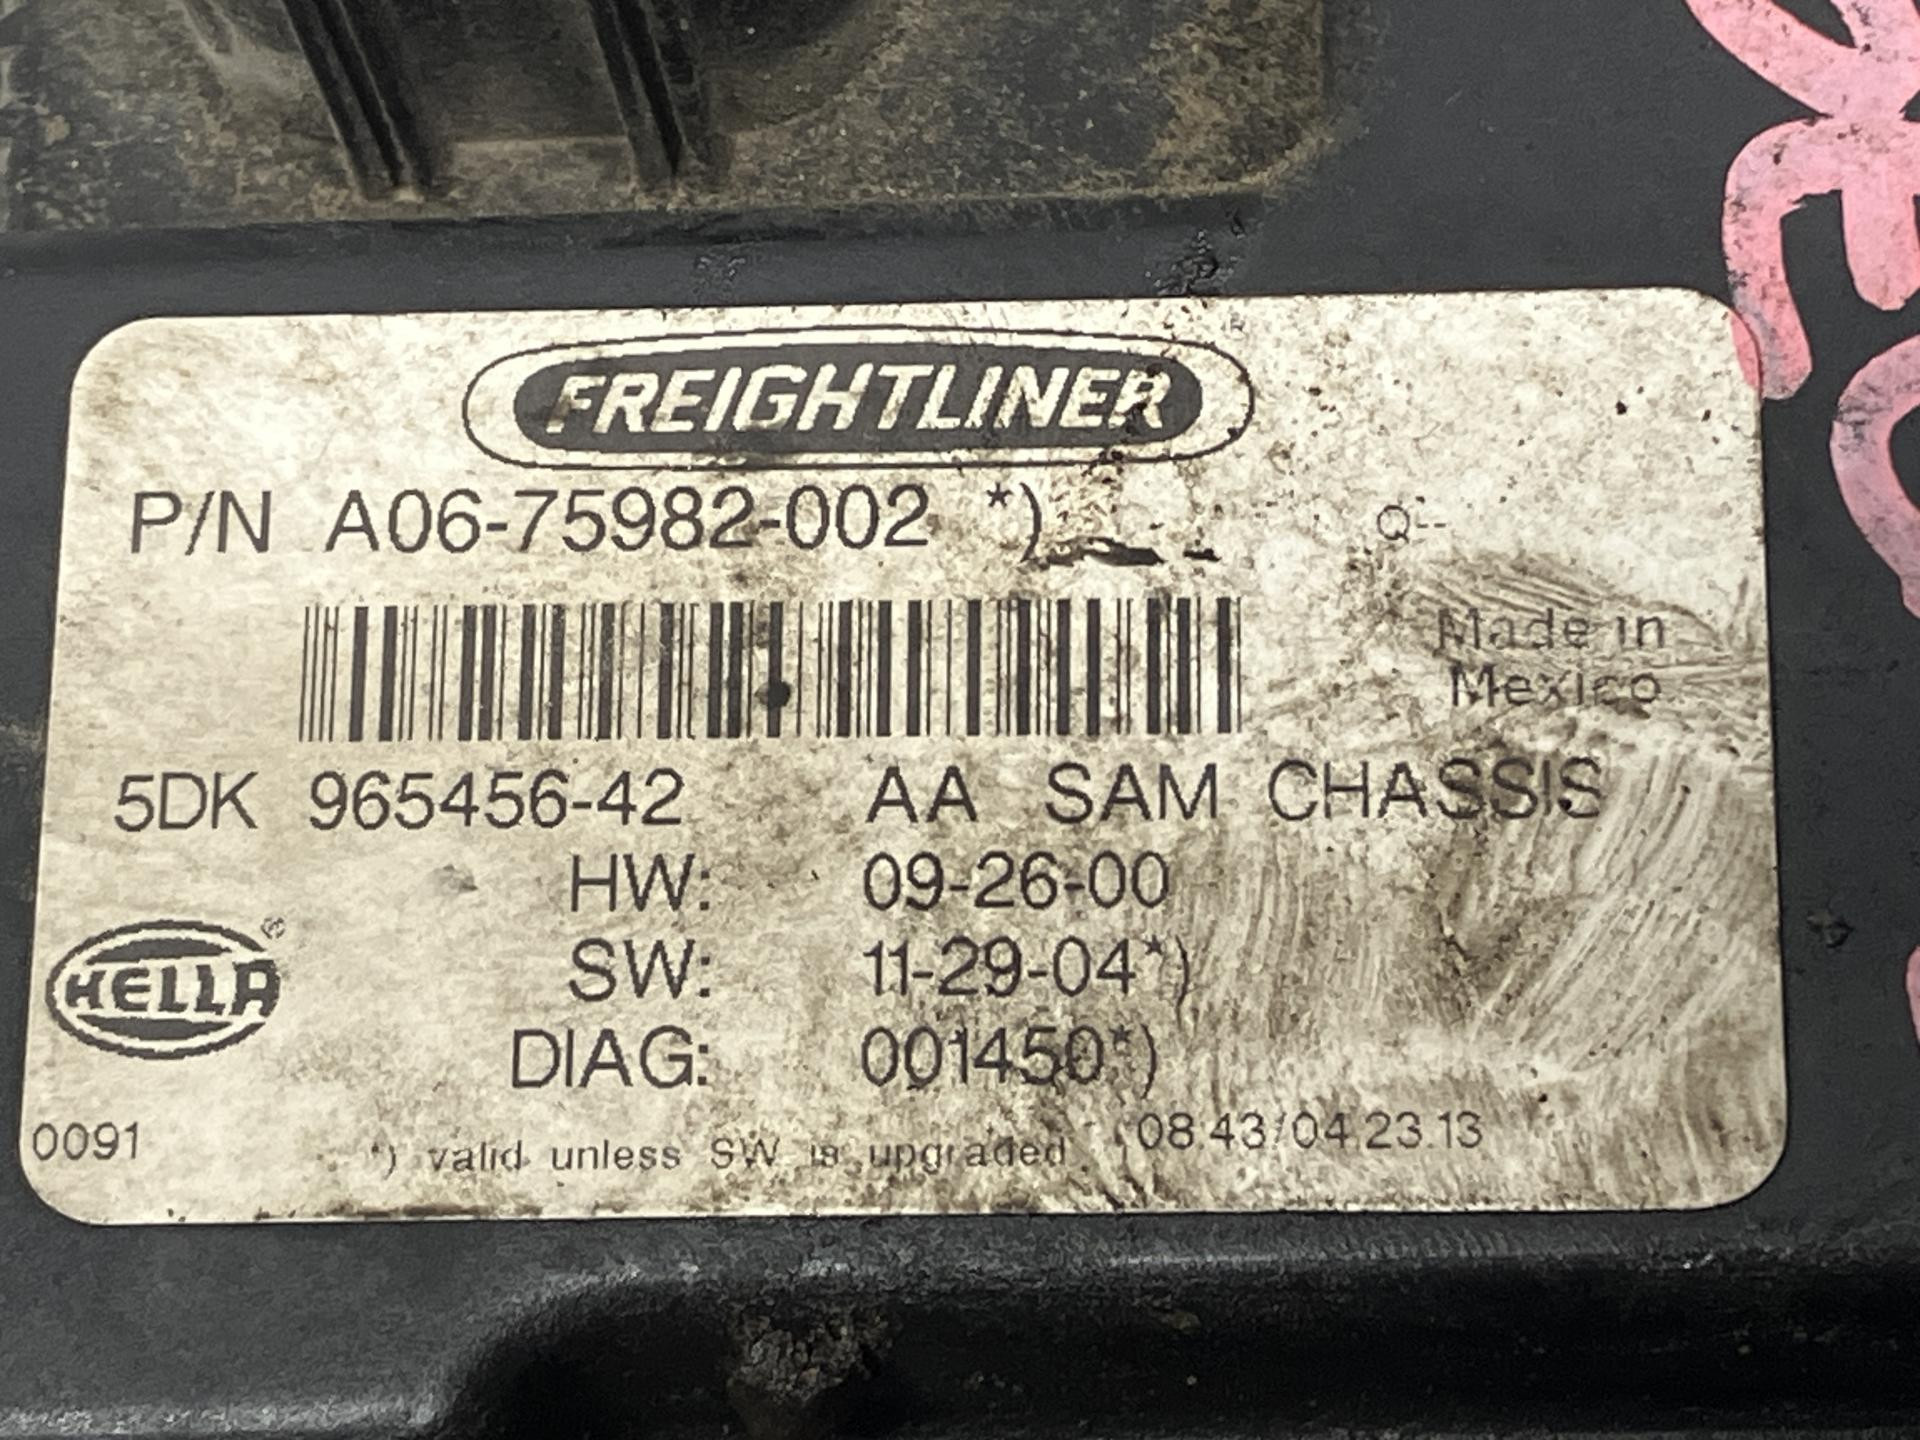 FREIGHTLINER
P/N A06-75982-002 *)
Q--
Made in
Mexico
5DK 965456-42 AA SAM CHASSIS
HW: 09-26-00
SW: 11-29-04*)
DIAG: 001450*)
HELLA®
0091
*) valid unless SW is upgraded
08.43/04.23.13